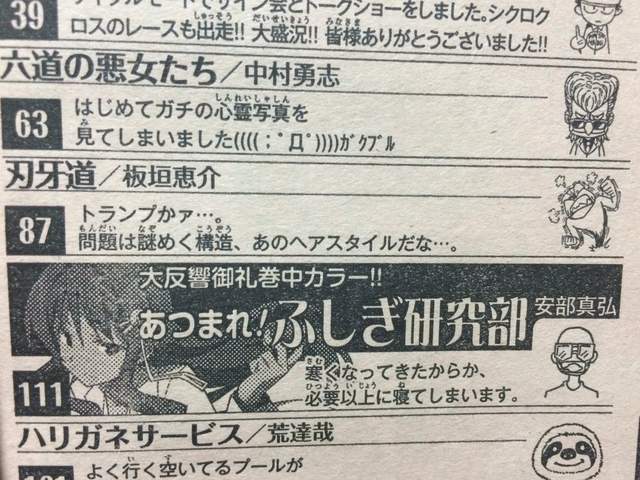 39
クロスのレースも出走!! 大盛況!! 皆様ありがとうございました!!
六道の悪女たち／中村勇志
63
はじめてガチの心霊写真を
見てしまいました((((；ﾟДﾟ))))ｶﾞｸﾌﾞﾙ
刃牙道／板垣恵介
87
トランプかァ…。
問題は謎めく構造、あのヘアスタイルだな…。
大反響御礼巻中カラー!!
あつまれ!ふしぎ研究部 安部真弘
111
寒くなってきたからか、
必要以上に寝てしまいます。
ハリガネサービス／荒達哉
よく行く空いてるプールが